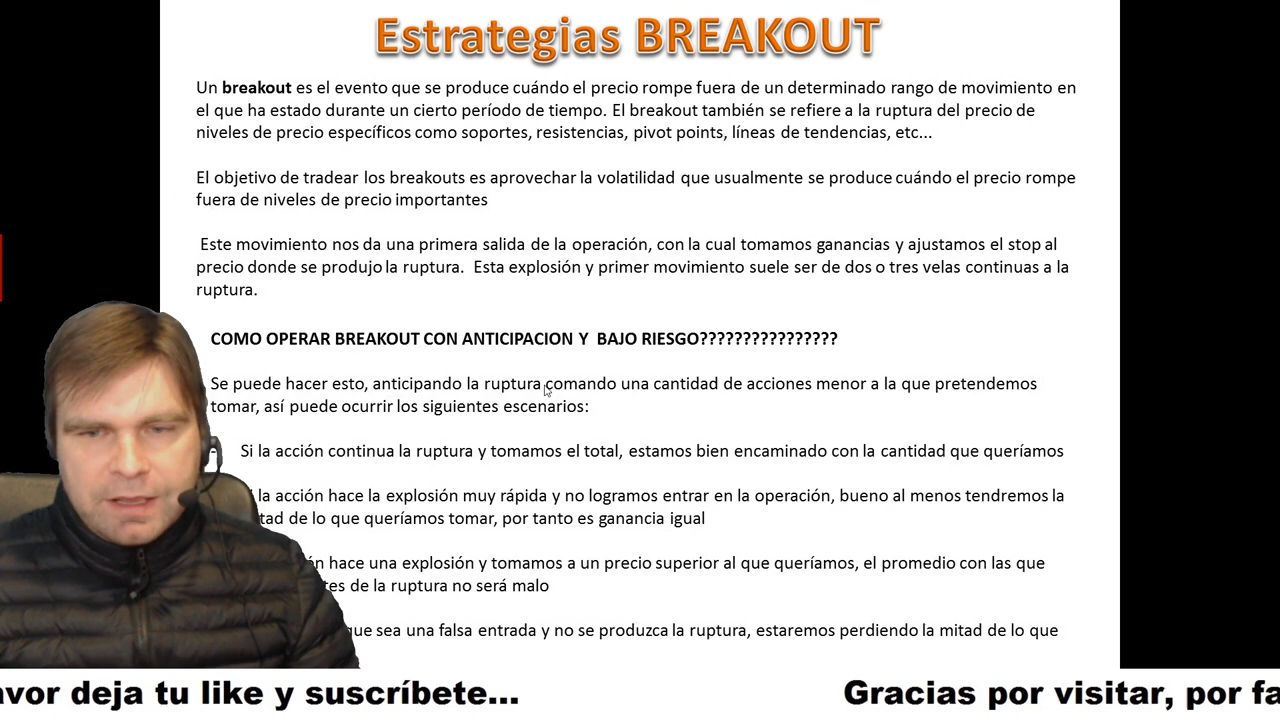 Estrategias BREAKOUT
Un breakout es el evento que se produce cuándo el precio rompe fuera de un determinado rango de movimiento en
el que ha estado durante un cierto período de tiempo. El breakout también se refiere a la ruptura del precio de
niveles de precio específicos como soportes, resistencias, pivot points, líneas de tendencias, etc...
El objetivo de tradear los breakouts es aprovechar la volatilidad que usualmente se produce cuándo el precio rompe
fuera de niveles de precio importantes
Este movimiento nos da una primera salida de la operación, con la cual tomamos ganancias y ajustamos el stop al
precio donde se produjo la ruptura. Esta explosión y primer movimiento suele ser de dos o tres velas continuas a la
ruptura.
COMO OPERAR BREAKOUT CON ANTICIPACION Y BAJO RIESGO????????????????
Se puede hacer esto, anticipando la ruptura comando una cantidad de acciones menor a la que pretendemos
tomar, así puede ocurrir los siguientes escenarios:
Si la acción continua la ruptura y tomamos el total, estamos bien encaminado con la cantidad que queríamos
la acción hace la explosión muy rápida y no logramos entrar en la operación, bueno al menos tendremos la
de lo que queríamos tomar, por tanto es ganancia igual
hace una explosión y tomamos a un precio superior al que queríamos, el promedio con las que
de la ruptura no será malo
que sea una falsa entrada y no se produzca la ruptura, estaremos perdiendo la mitad de lo que
deja tu like y suscríbete... Gracias por visitar, por